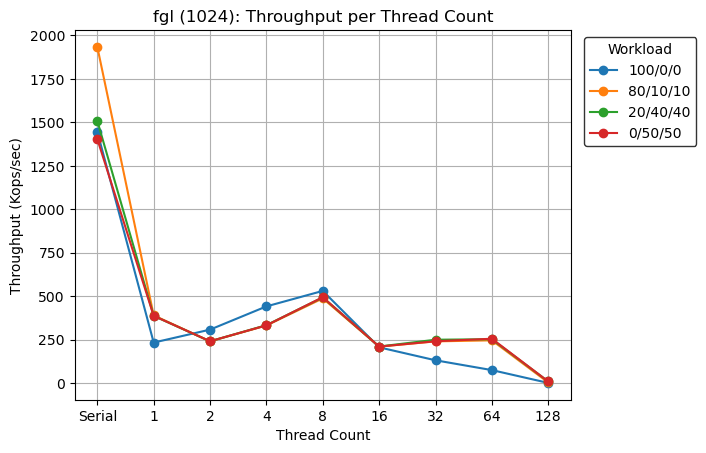 fgl (1024): Throughput per Thread Count
Throughput (Kops/sec)
2000
1750
1500
1250
1000
750
500
250
0
Serial 1 2 4 8 16 32 64 128
Thread Count
Workload
100/0/0
80/10/10
20/40/40
0/50/50